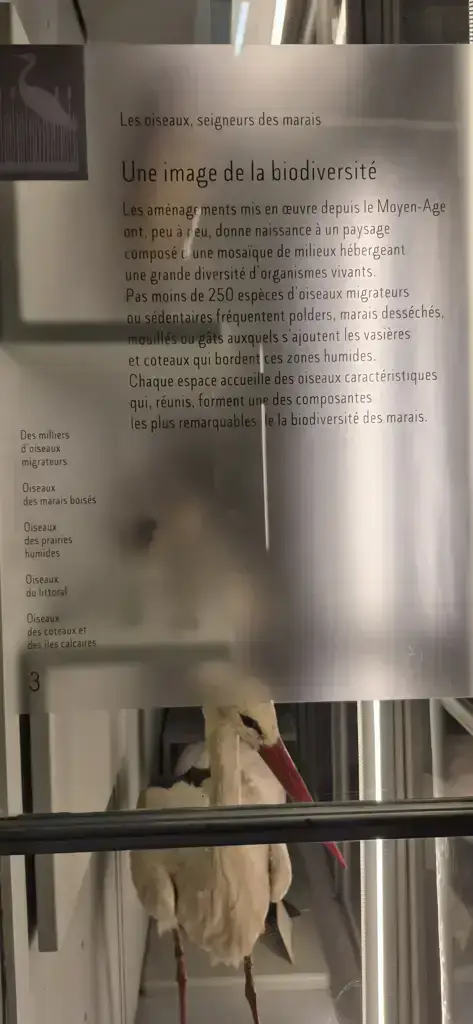 Les oiseaux, seigneurs des marais
Une image de la biodiversité
Les aménagements mis en œuvre depuis le Moyen-Age
ont, peu à peu, donne naissance à un paysage
composé d'une mosaïque de milieux hébergeant
une grande diversité d'organismes vivants.
Pas moins de 250 espèces d'oiseaux migrateurs
ou sédentaires fréquentent polders, marais desséchés,
mouillés ou gâts auxquels s'ajoutent les vasières
et coteaux qui bordent ces zones humides.
Chaque espace accueille des oiseaux caractéristiques
qui, réunis, forment une des composantes
les plus remarquables de la biodiversité des marais.
Des milliers
d'oiseaux
migrateurs
Oiseaux
des marais boisés
Oiseaux
des prairies
humides
Oiseaux
du littoral
Oiseaux
des coteaux et
des îles calcaires
3